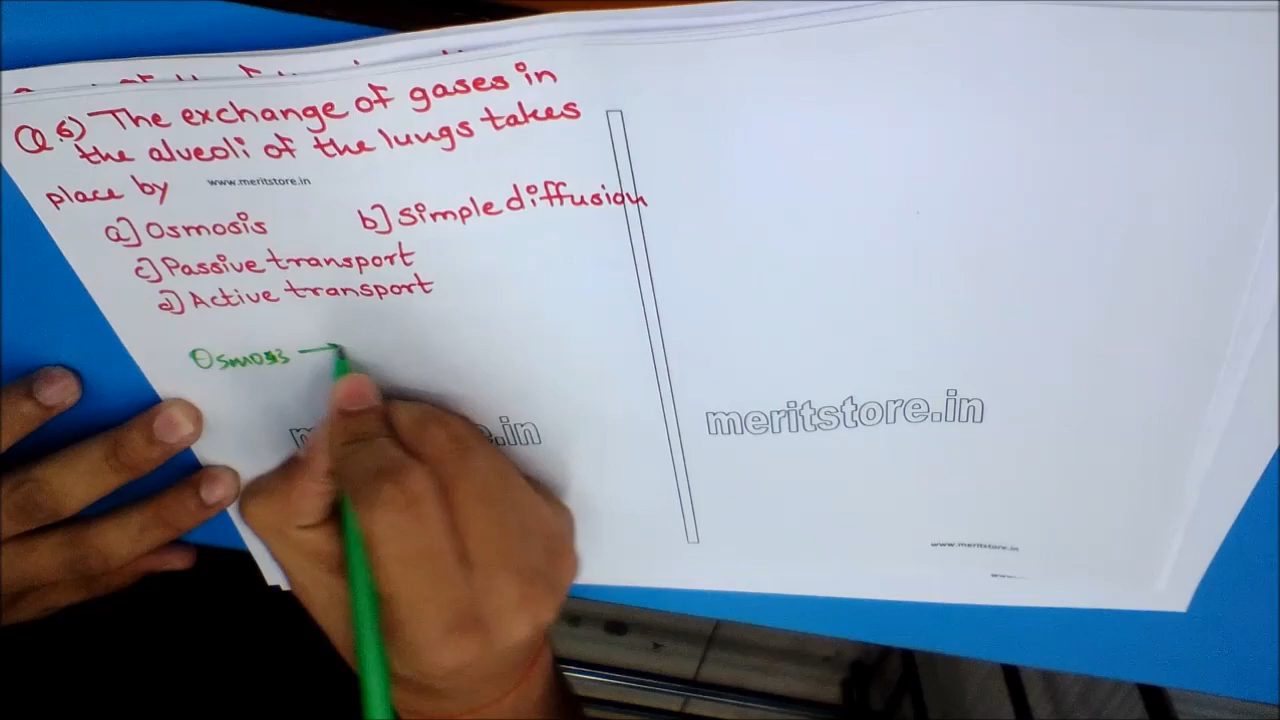 Q.6) The exchange of gases in
the alveoli of the lungs takes
place by
www.meritstore.in
a] Osmosis b] Simple diffusion
c] Passive transport
d] Active transport
Osmosis →
meritstore.in
www.meritstore.in